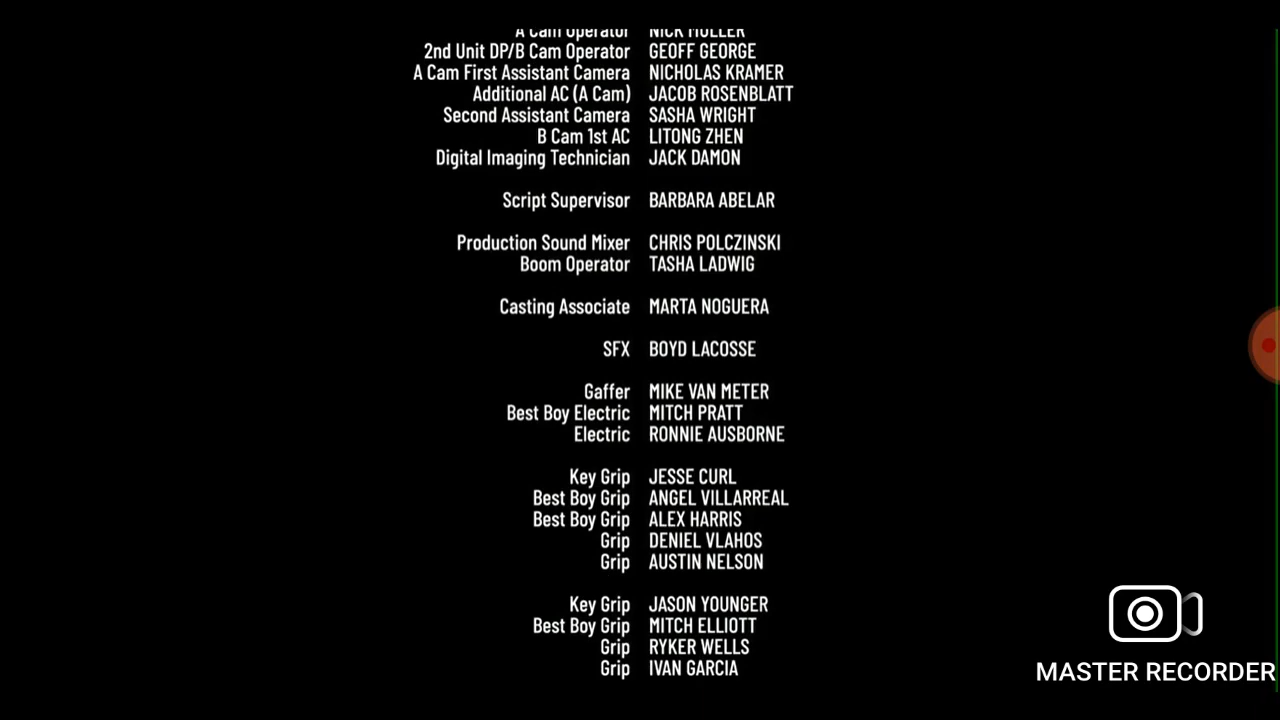 A Cam Operator NICK MULLER
2nd Unit DP/B Cam Operator GEOFF GEORGE
A Cam First Assistant Camera NICHOLAS KRAMER
Additional AC (A Cam) JACOB ROSENBLATT
Second Assistant Camera SASHA WRIGHT
B Cam 1st AC LITONG ZHEN
Digital Imaging Technician JACK DAMON
Script Supervisor BARBARA ABELAR
Production Sound Mixer CHRIS POLCZINSKI
Boom Operator TASHA LADWIG
Casting Associate MARTA NOGUERA
SFX BOYD LACOSSE
Gaffer MIKE VAN METER
Best Boy Electric MITCH PRATT
Electric RONNIE AUSBORNE
Key Grip JESSE CURL
Best Boy Grip ANGEL VILLARREAL
Best Boy Grip ALEX HARRIS
Grip DENIEL VLAHOS
Grip AUSTIN NELSON
Key Grip JASON YOUNGER
Best Boy Grip MITCH ELLIOTT
Grip RYKER WELLS
Grip IVAN GARCIA
MASTER RECORDER